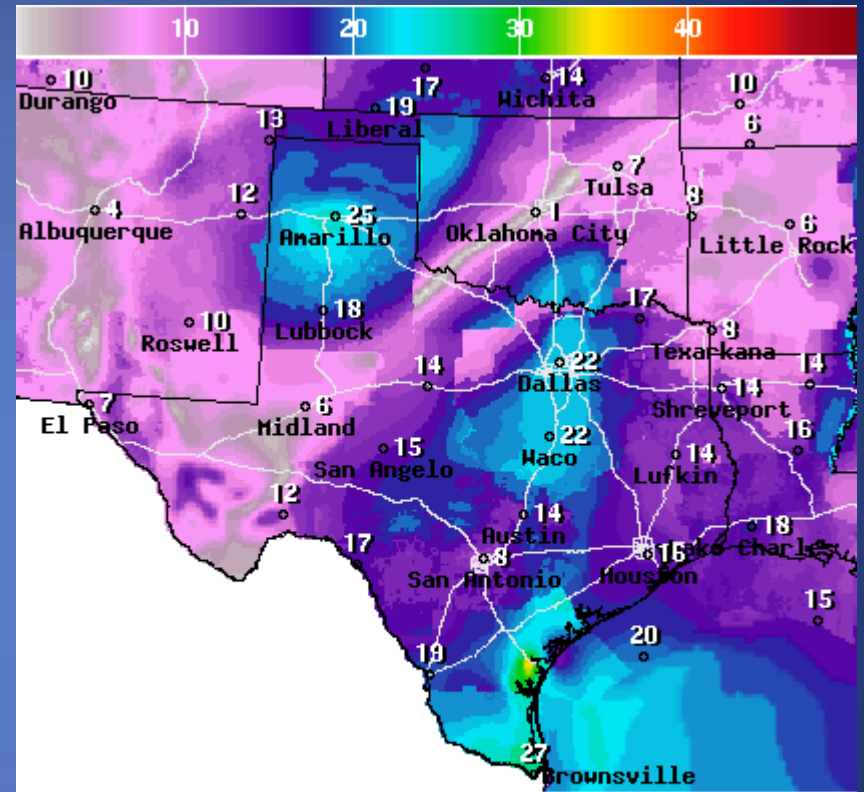 10 20 30 40
10 17 14 10
Durango 19 Wichita
13 Liberal 6
7
Tulsa
4 12 25 1 8 6
Albuquerque Amarillo Oklahoma City Little Rock
10 18 17 8
Roswell Lubbock Texarkana
22
14 Dallas 14 14
7 6 Shreveport
El Paso Midland
15 22 14 16
San Angelo Waco Lufkin
12 14 18
Austin Lake Charles
17 8 16
San Antonio Houston
15
19 20
27
Brownsville